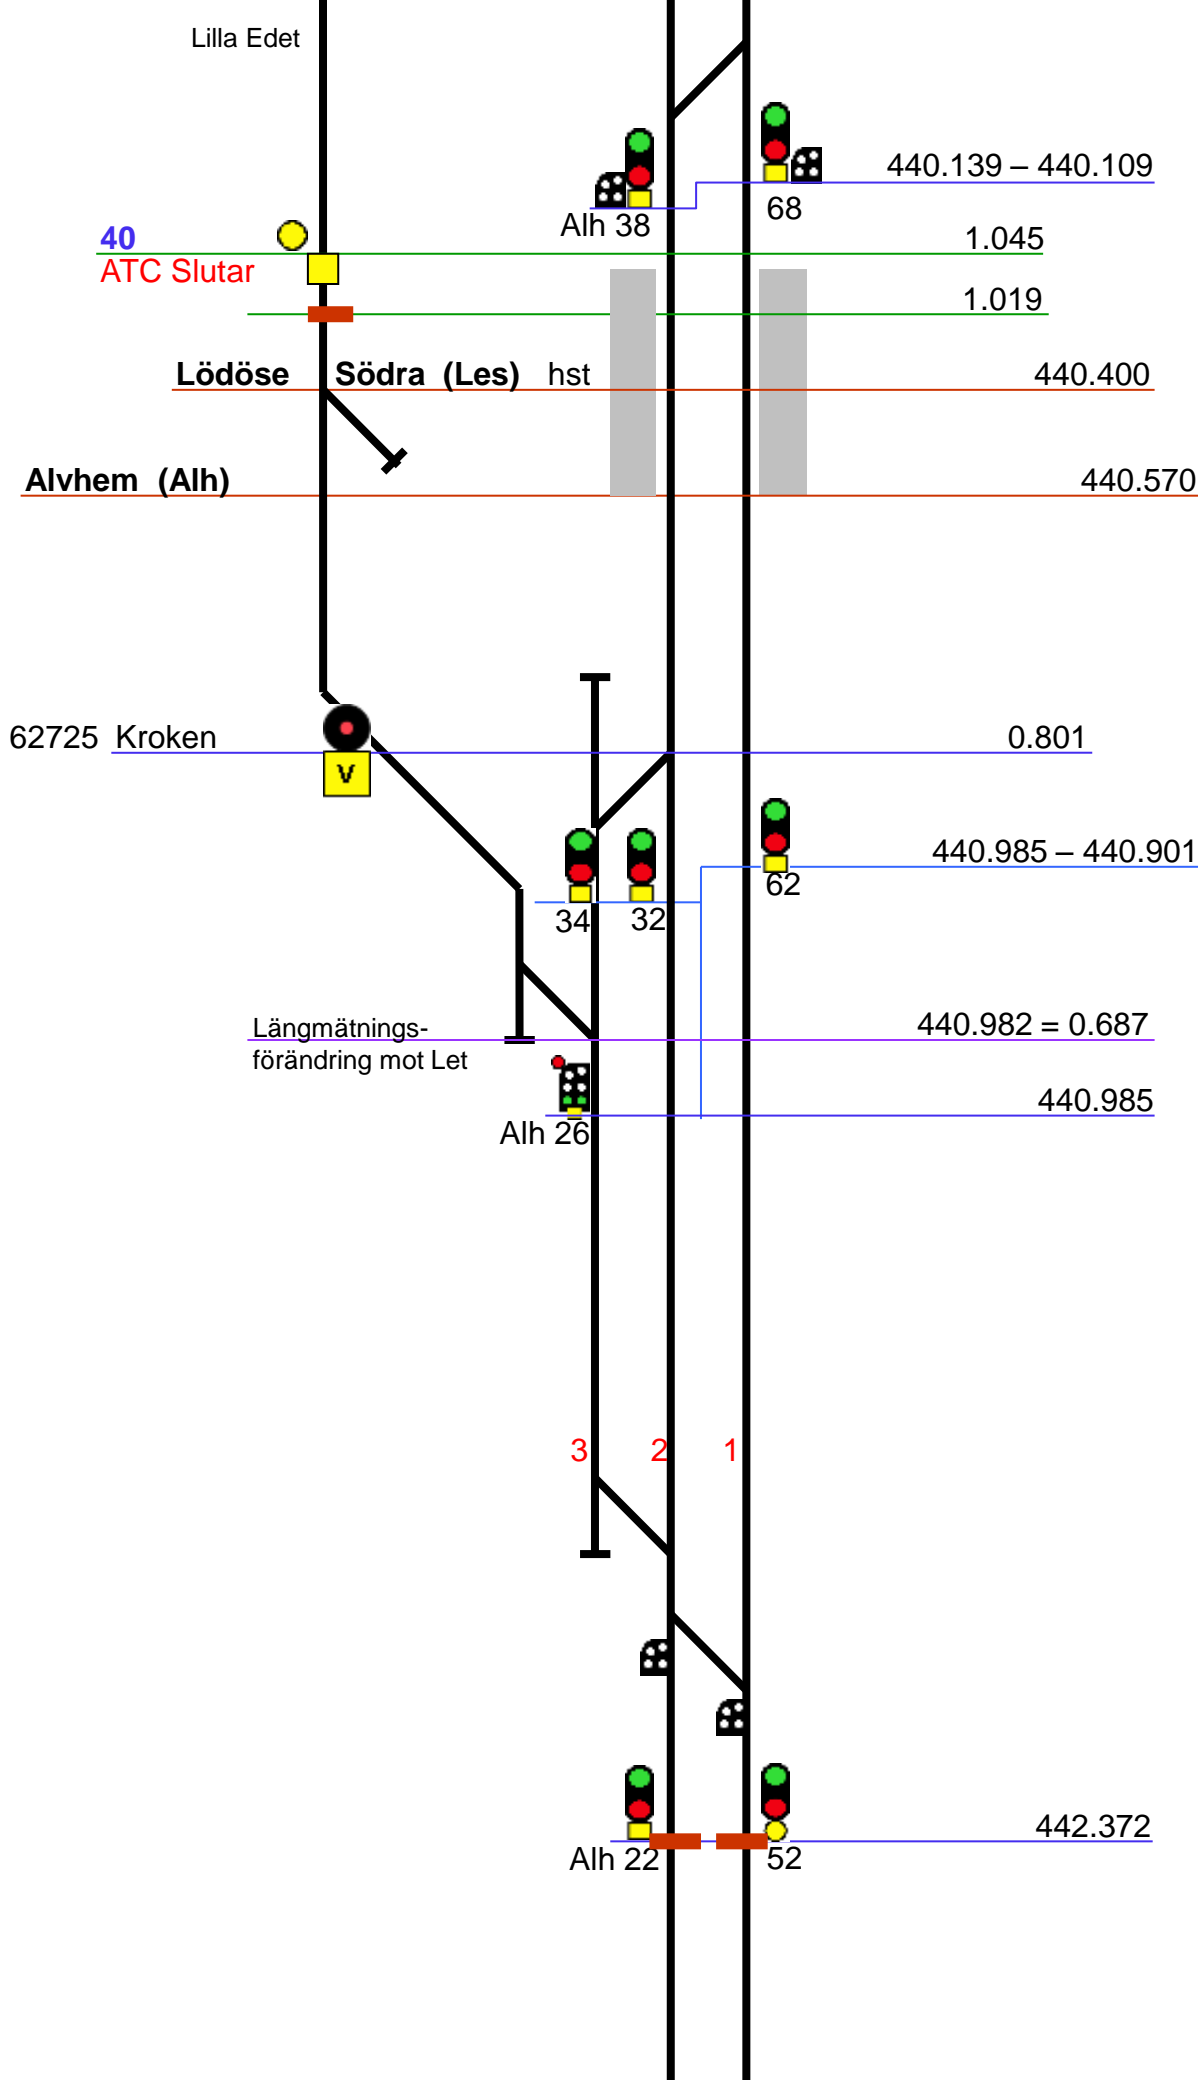 Lilla Edet
440.139 – 440.109
Alh 38
68
40
1.045
ATC Slutar
1.019
Lödöse Södra (Les) hst
440.400
Alvhem (Alh)
440.570
62725 Kroken
0.801
V
440.985 – 440.901
62
34
32
Längmätnings-
förändring mot Let
440.982 = 0.687
440.985
Alh 26
3
2
1
442.372
Alh 22
52